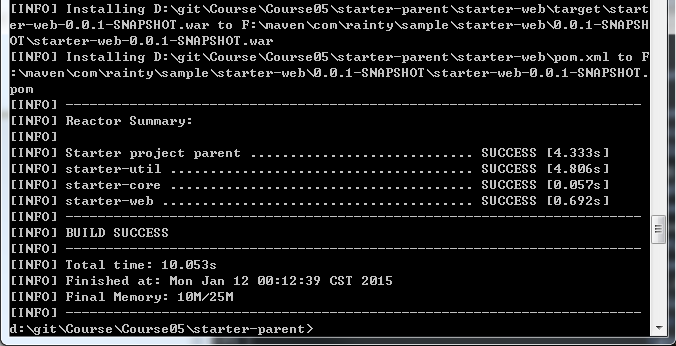 [INFO] Installing D:\git\Course\Course05\starter-parent\starter-web\target\start
er-web-0.0.1-SNAPSHOT.war to F:\maven\com\rainty\sample\starter-web\0.0.1-SNAPSH
OT\starter-web-0.0.1-SNAPSHOT.war
[INFO] Installing D:\git\Course\Course05\starter-parent\starter-web\pom.xml to F
:\maven\com\rainty\sample\starter-web\0.0.1-SNAPSHOT\starter-web-0.0.1-SNAPSHOT.
pom
[INFO] ------------------------------------------------------------------------
[INFO] Reactor Summary:
[INFO]
[INFO] Starter project parent ............................ SUCCESS [4.333s]
[INFO] starter-util ...................................... SUCCESS [4.806s]
[INFO] starter-core ...................................... SUCCESS [0.057s]
[INFO] starter-web ....................................... SUCCESS [0.692s]
[INFO] ------------------------------------------------------------------------
[INFO] BUILD SUCCESS
[INFO] ------------------------------------------------------------------------
[INFO] Total time: 10.053s
[INFO] Finished at: Mon Jan 12 00:12:39 CST 2015
[INFO] Final Memory: 10M/25M
[INFO] ------------------------------------------------------------------------
d:\git\Course\Course05\starter-parent>